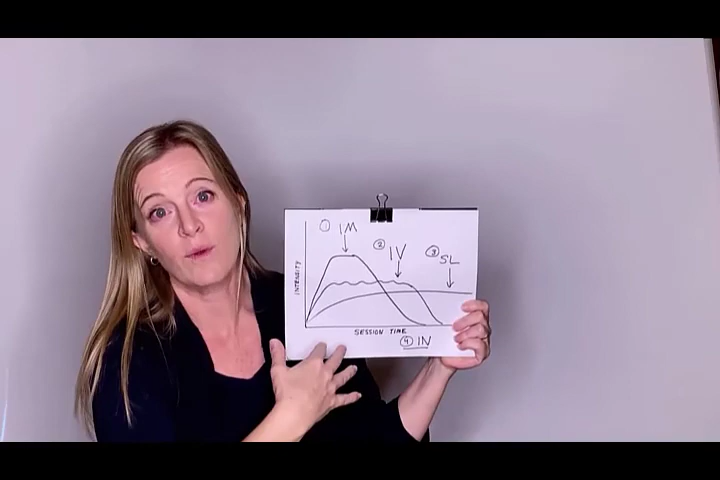 ① IM
② IV
③ SL
INTENSITY
SESSION TIME
④ IN